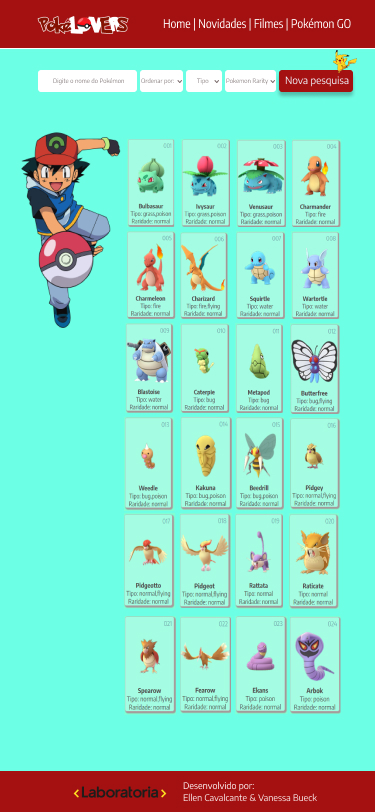 PokéLOVERS
Home | Novidades | Filmes | Pokémon GO
Digite o nome do Pokémon
Ordenar por:
Tipo
Pokemon Rarity
Nova pesquisa
001
002
003
004
Bulbasaur
Ivysaur
Venusaur
Charmander
Tipo: grass,poison
Tipo: grass,poison
Tipo: grass,poison
Tipo: fire
Raridade: normal
Raridade: normal
Raridade: normal
Raridade: normal
005
006
007
008
Charmeleon
Charizard
Squirtle
Wartortle
Tipo: fire
Tipo: fire,flying
Tipo: water
Tipo: water
Raridade: normal
Raridade: normal
Raridade: normal
Raridade: normal
009
010
011
012
Blastoise
Caterpie
Metapod
Butterfree
Tipo: water
Tipo: bug
Tipo: bug
Tipo: bug,flying
Raridade: normal
Raridade: normal
Raridade: normal
Raridade: normal
013
014
015
016
Weedle
Kakuna
Beedrill
Pidgey
Tipo: bug,poison
Tipo: bug,poison
Tipo: bug,poison
Tipo: normal,flying
Raridade: normal
Raridade: normal
Raridade: normal
Raridade: normal
017
018
019
020
Pidgeotto
Pidgeot
Rattata
Raticate
Tipo: normal,flying
Tipo: normal,flying
Tipo: normal
Tipo: normal
Raridade: normal
Raridade: normal
Raridade: normal
Raridade: normal
021
022
023
024
Spearow
Fearow
Ekans
Arbok
Tipo: normal,flying
Tipo: normal,flying
Tipo: poison
Tipo: poison
Raridade: normal
Raridade: normal
Raridade: normal
Raridade: normal
<Laboratoria>
Desenvolvido por:
Ellen Cavalcante & Vanessa Bueck